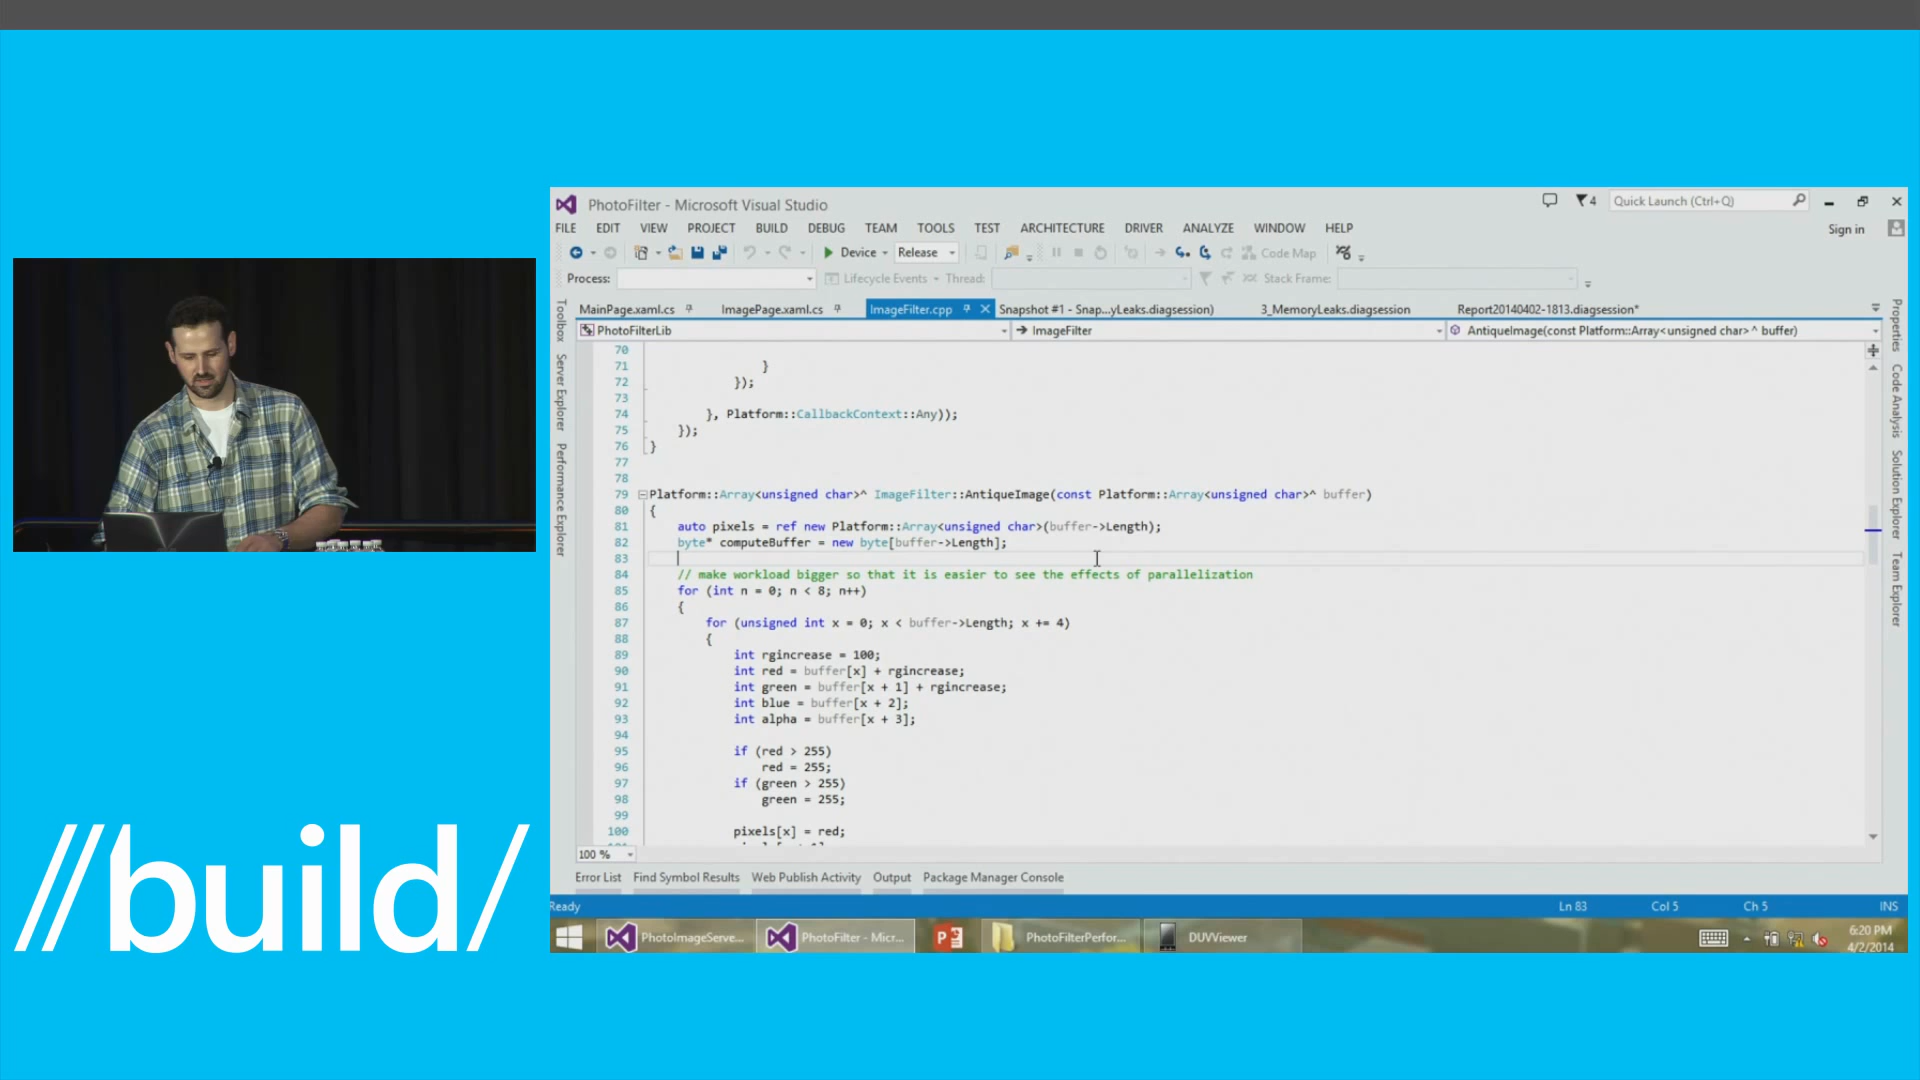 PhotoFilter - Microsoft Visual Studio
4
Quick Launch (Ctrl+Q)
FILE EDIT VIEW PROJECT BUILD DEBUG TEAM TOOLS TEST ARCHITECTURE DRIVER ANALYZE WINDOW HELP
Sign in
Device Release Code Map
Process: Lifecycle Events Thread: Stack Frame:
MainPage.xaml.cs ImagePage.xaml.cs ImageFilter.cpp Snapshot #1 - Snap...yLeaks.diagsession) 3_MemoryLeaks.diagsession Report20140402-1813.diagsession*
PhotoFilterLib ImageFilter AntiqueImage(const Platform::Array<unsigned char>^ buffer)
Toolbox
Server Explorer
Performance Explorer
70
71 }
72 });
73
74 }, Platform::CallbackContext::Any));
75 });
76 }
77
78
79 Platform::Array<unsigned char>^ ImageFilter::AntiqueImage(const Platform::Array<unsigned char>^ buffer)
80 {
81 auto pixels = ref new Platform::Array<unsigned char>(buffer->Length);
82 byte* computeBuffer = new byte[buffer->Length];
83
84 // make workload bigger so that it is easier to see the effects of parallelization
85 for (int n = 0; n < 8; n++)
86 {
87 for (unsigned int x = 0; x < buffer->Length; x += 4)
88 {
89 int rgincrease = 100;
90 int red = buffer[x] + rgincrease;
91 int green = buffer[x + 1] + rgincrease;
92 int blue = buffer[x + 2];
93 int alpha = buffer[x + 3];
94
95 if (red > 255)
96 red = 255;
97 if (green > 255)
98 green = 255;
99
100 pixels[x] = red;
Properties
Code Analysis
Solution Explorer
Team Explorer
100 %
Error List Find Symbol Results Web Publish Activity Output Package Manager Console
Ready Ln 83 Col 5 Ch 5 INS
PhotoImageServe... PhotoFilter - Micr... PhotoFilterPerfor... DUVViewer
6:20 PM
4/2/2014
//build/